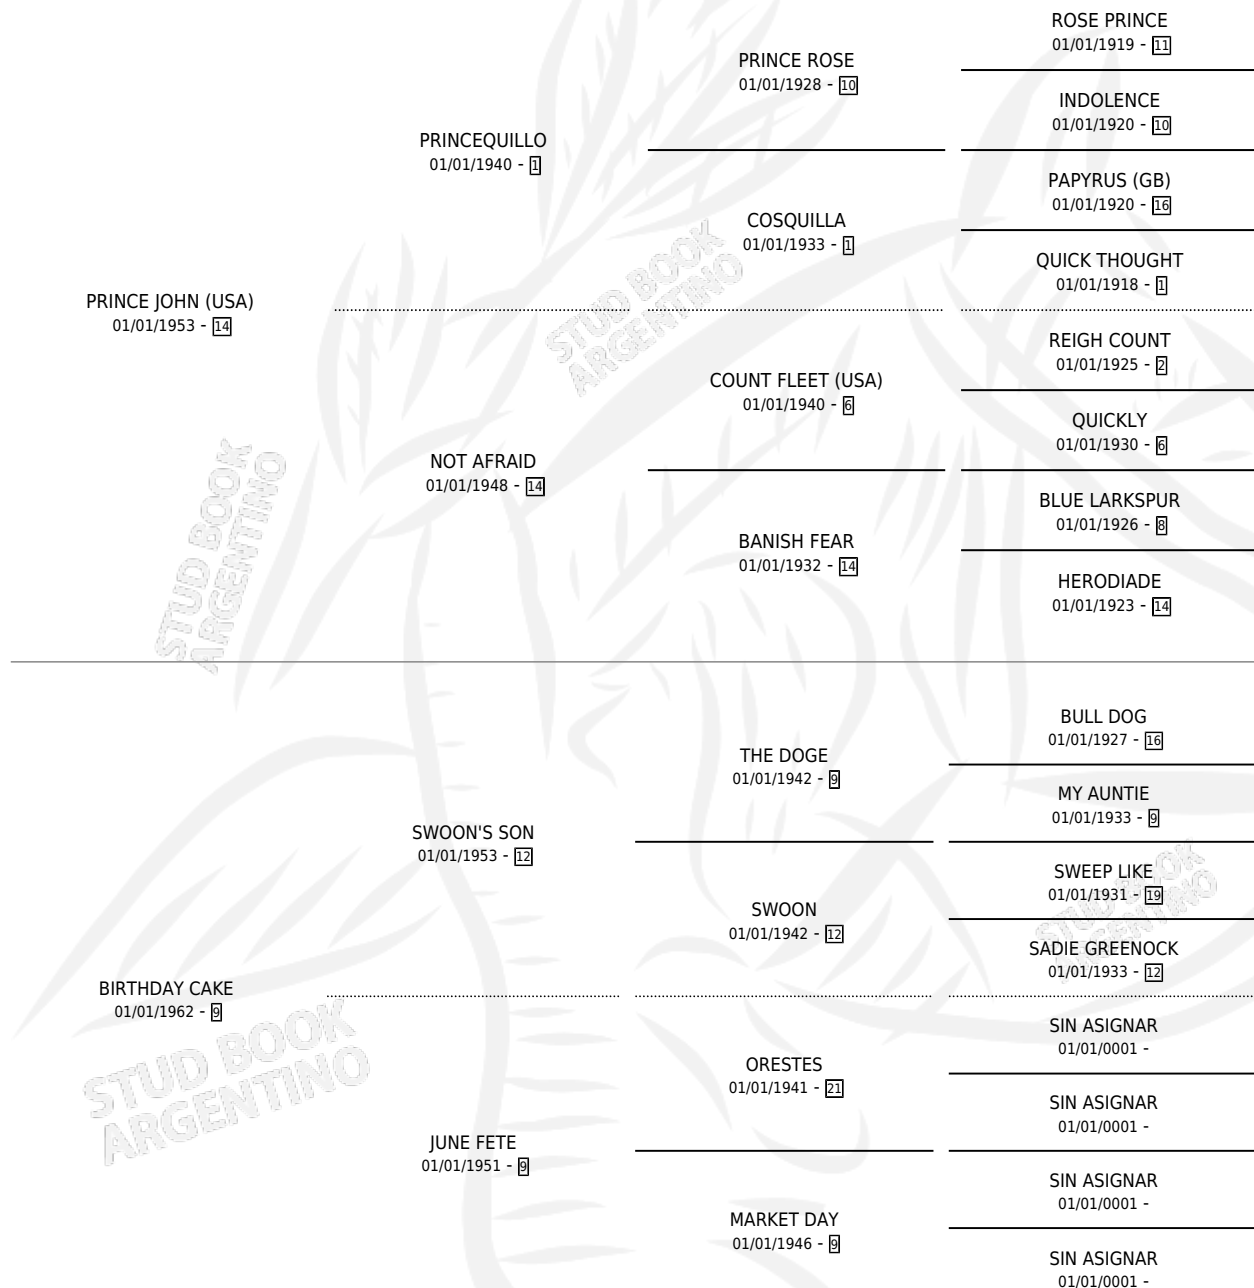 ROSE PRINCE
01/01/1919 - 11
PRINCE ROSE
01/01/1928 - 10
INDOLENCE
01/01/1920 - 10
PRINCEQUILLO
01/01/1940 - 1
PAPYRUS (GB)
01/01/1920 - 16
COSQUILLA
01/01/1933 - 1
QUICK THOUGHT
01/01/1918 - 1
PRINCE JOHN (USA)
01/01/1953 - 14
STUD BOOK
ARGENTINO
REIGH COUNT
01/01/1925 - 2
COUNT FLEET (USA)
01/01/1940 - 6
QUICKLY
01/01/1930 - 6
NOT AFRAID
01/01/1948 - 14
BLUE LARKSPUR
01/01/1926 - 8
BANISH FEAR
01/01/1932 - 14
HERODIADE
01/01/1923 - 14
STUD BOOK
ARGENTINO
BULL DOG
01/01/1927 - 16
THE DOGE
01/01/1942 - 9
MY AUNTIE
01/01/1933 - 9
SWOON'S SON
01/01/1953 - 12
SWEEP LIKE
01/01/1931 - 19
SWOON
01/01/1942 - 12
STUD BOOK
ARGENTINO
SADIE GREENOCK
01/01/1933 - 12
BIRTHDAY CAKE
01/01/1962 - 9
STUD BOOK
ARGENTINO
SIN ASIGNAR
01/01/0001 -
ORESTES
01/01/1941 - 21
SIN ASIGNAR
01/01/0001 -
JUNE FETE
01/01/1951 - 9
SIN ASIGNAR
01/01/0001 -
MARKET DAY
01/01/1946 - 9
SIN ASIGNAR
01/01/0001 -